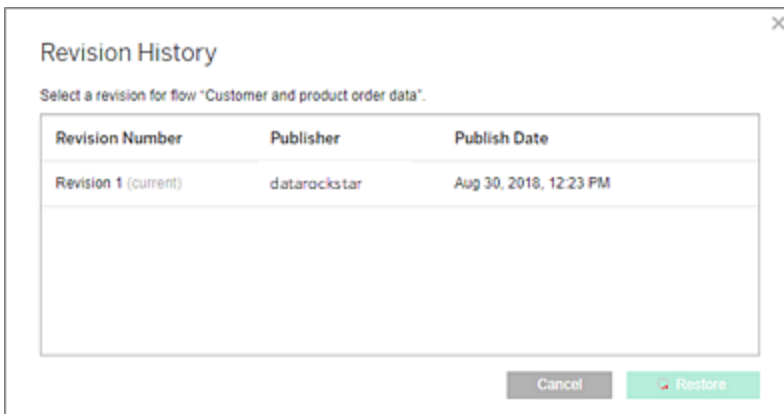 Revision History
Select a revision for flow "Customer and product order data".
Revision Number Publisher Publish Date
Revision 1 (current) datarockstar Aug 30, 2018, 12:23 PM
Cancel Restore